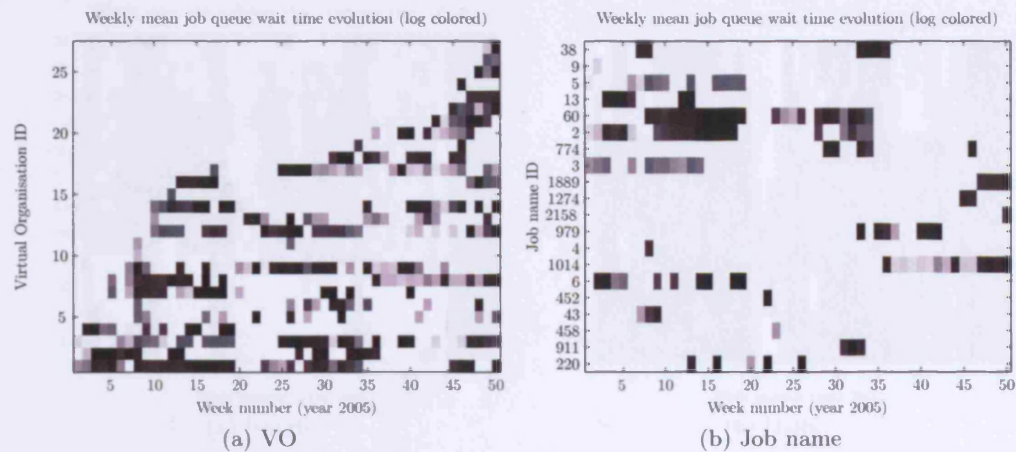 Weekly mean job queue wait time evolution (log colored)
25
20
15
10
5
Virtual Organisation ID
5 10 15 20 25 30 35 40 45 50
Week number (year 2005)
(a) VO
Weekly mean job queue wait time evolution (log colored)
38
9
5
13
60
2
774
3
1889
1274
2158
979
4
1014
6
452
43
458
911
220
Job name ID
5 10 15 20 25 30 35 40 45 50
Week number (year 2005)
(b) Job name